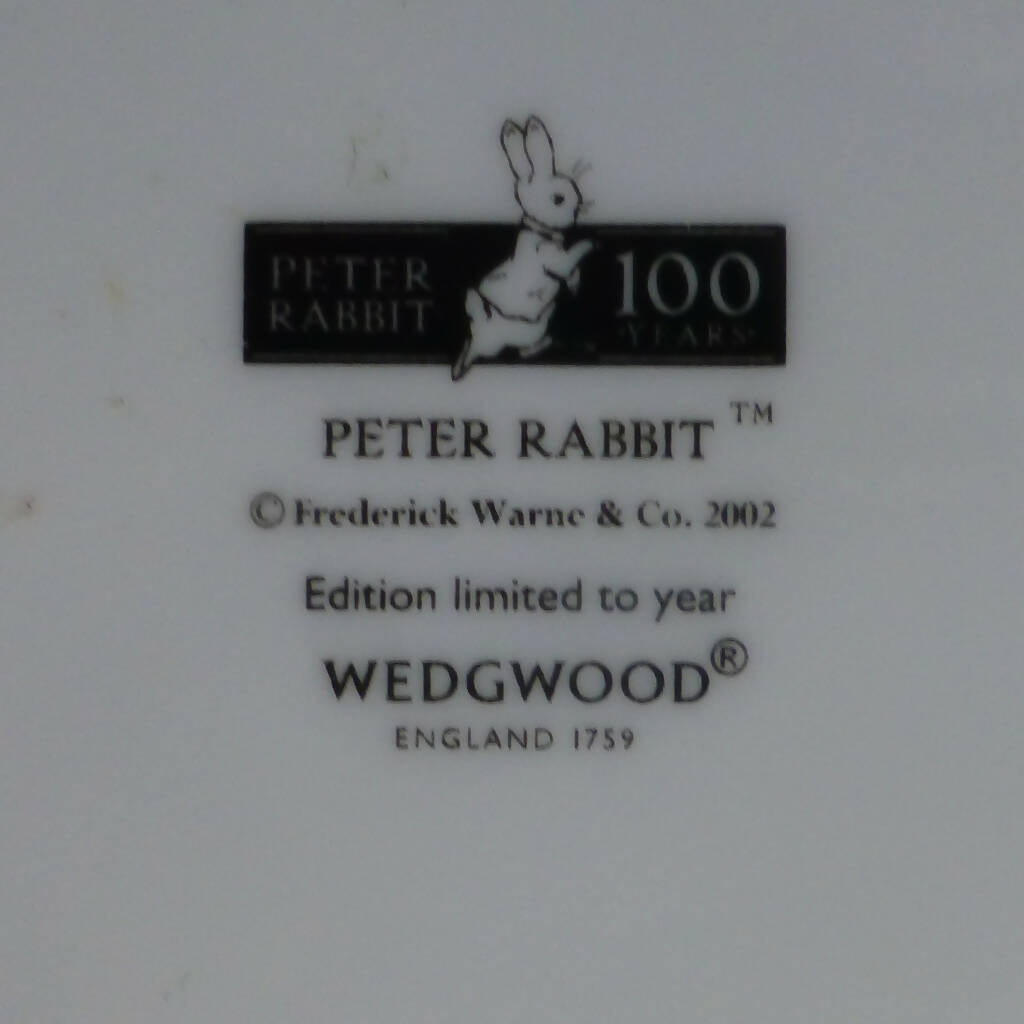 PETER
RABBIT
100
·YEARS·
PETER RABBIT ™
© Frederick Warne & Co. 2002
Edition limited to year
WEDGWOOD®
ENGLAND 1759